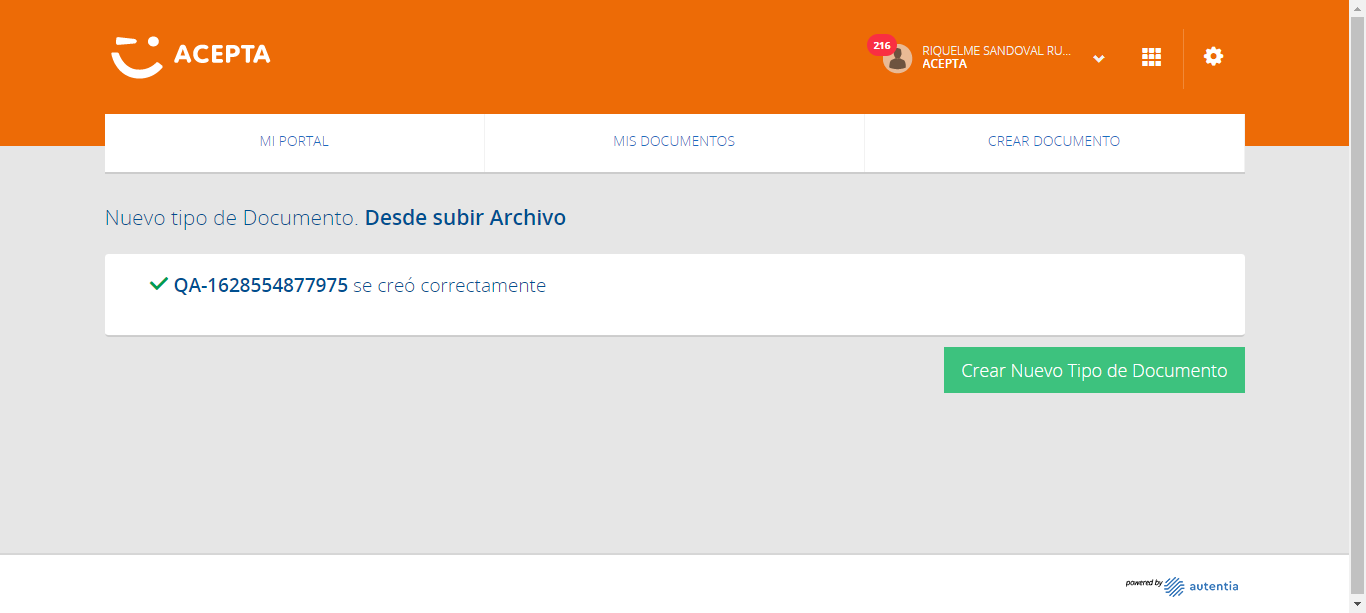 ACEPTA
216
RIQUELME SANDOVAL RU...
ACEPTA
MI PORTAL
MIS DOCUMENTOS
CREAR DOCUMENTO
Nuevo tipo de Documento. Desde subir Archivo
QA-1628554877975 se creó correctamente
Crear Nuevo Tipo de Documento
powered by autentia